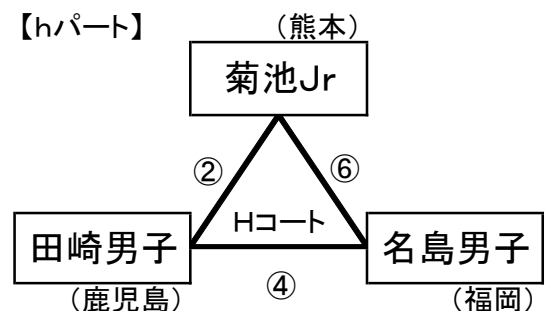 【hパート】
(熊本)
菊池Jr
②
⑥
Hコート
田崎男子
名島男子
④
(鹿児島)
(福岡)